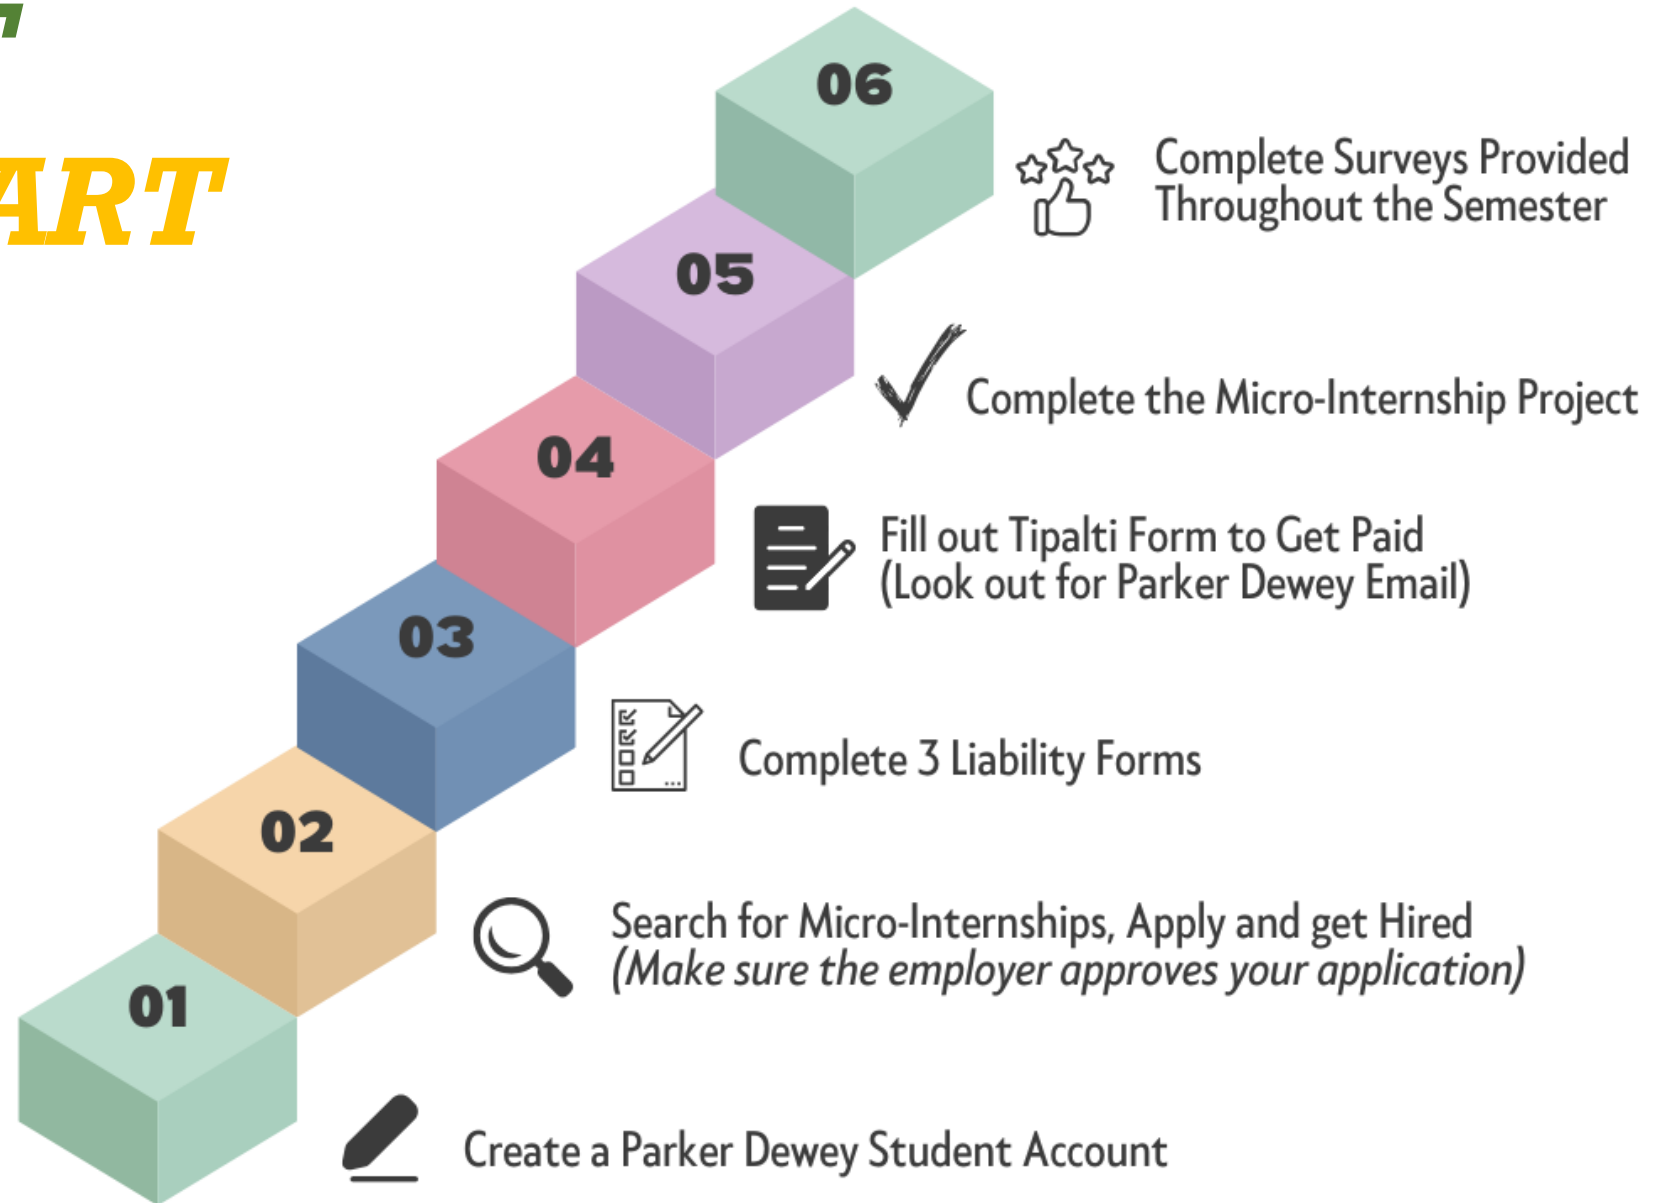 ART
06
Complete Surveys Provided
Throughout the Semester
05
Complete the Micro-Internship Project
04
Fill out Tipalti Form to Get Paid
(Look out for Parker Dewey Email)
03
Complete 3 Liability Forms
02
Search for Micro-Internships, Apply and get Hired
(Make sure the employer approves your application)
01
Create a Parker Dewey Student Account